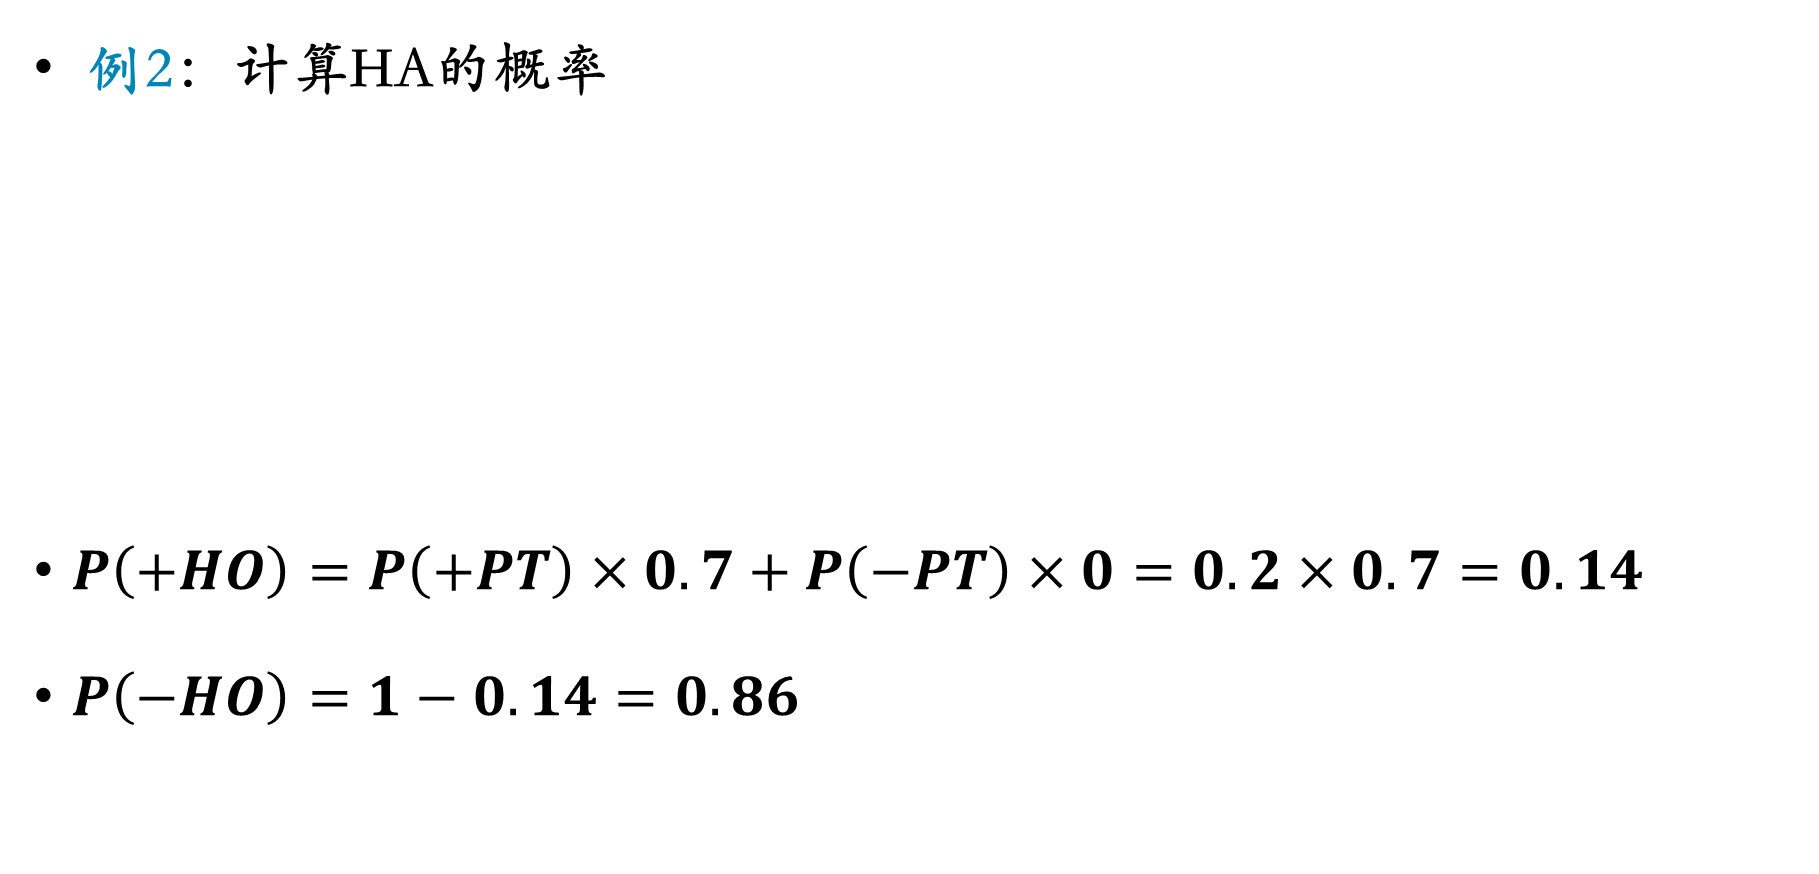 • 例2：计算HA的概率
• P(+HO) = P(+PT) × 0.7 + P(−PT) × 0 = 0.2 × 0.7 = 0.14
• P(−HO) = 1 − 0.14 = 0.86